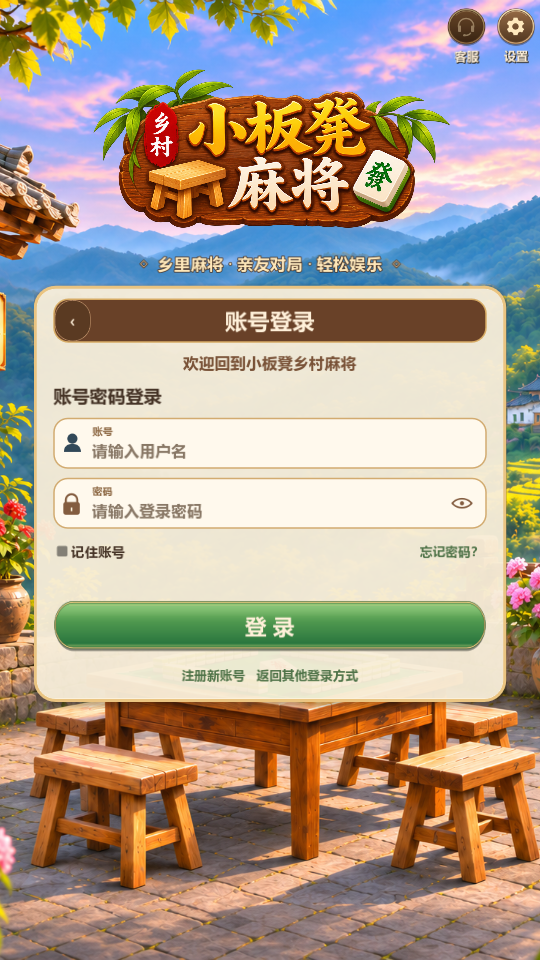 客服
设置
乡村
小板凳
麻将
發
乡里麻将 · 亲友对局 · 轻松娱乐
‹
账号登录
欢迎回到小板凳乡村麻将
账号密码登录
账号
请输入用户名
密码
请输入登录密码
记住账号
忘记密码?
登录
注册新账号 返回其他登录方式